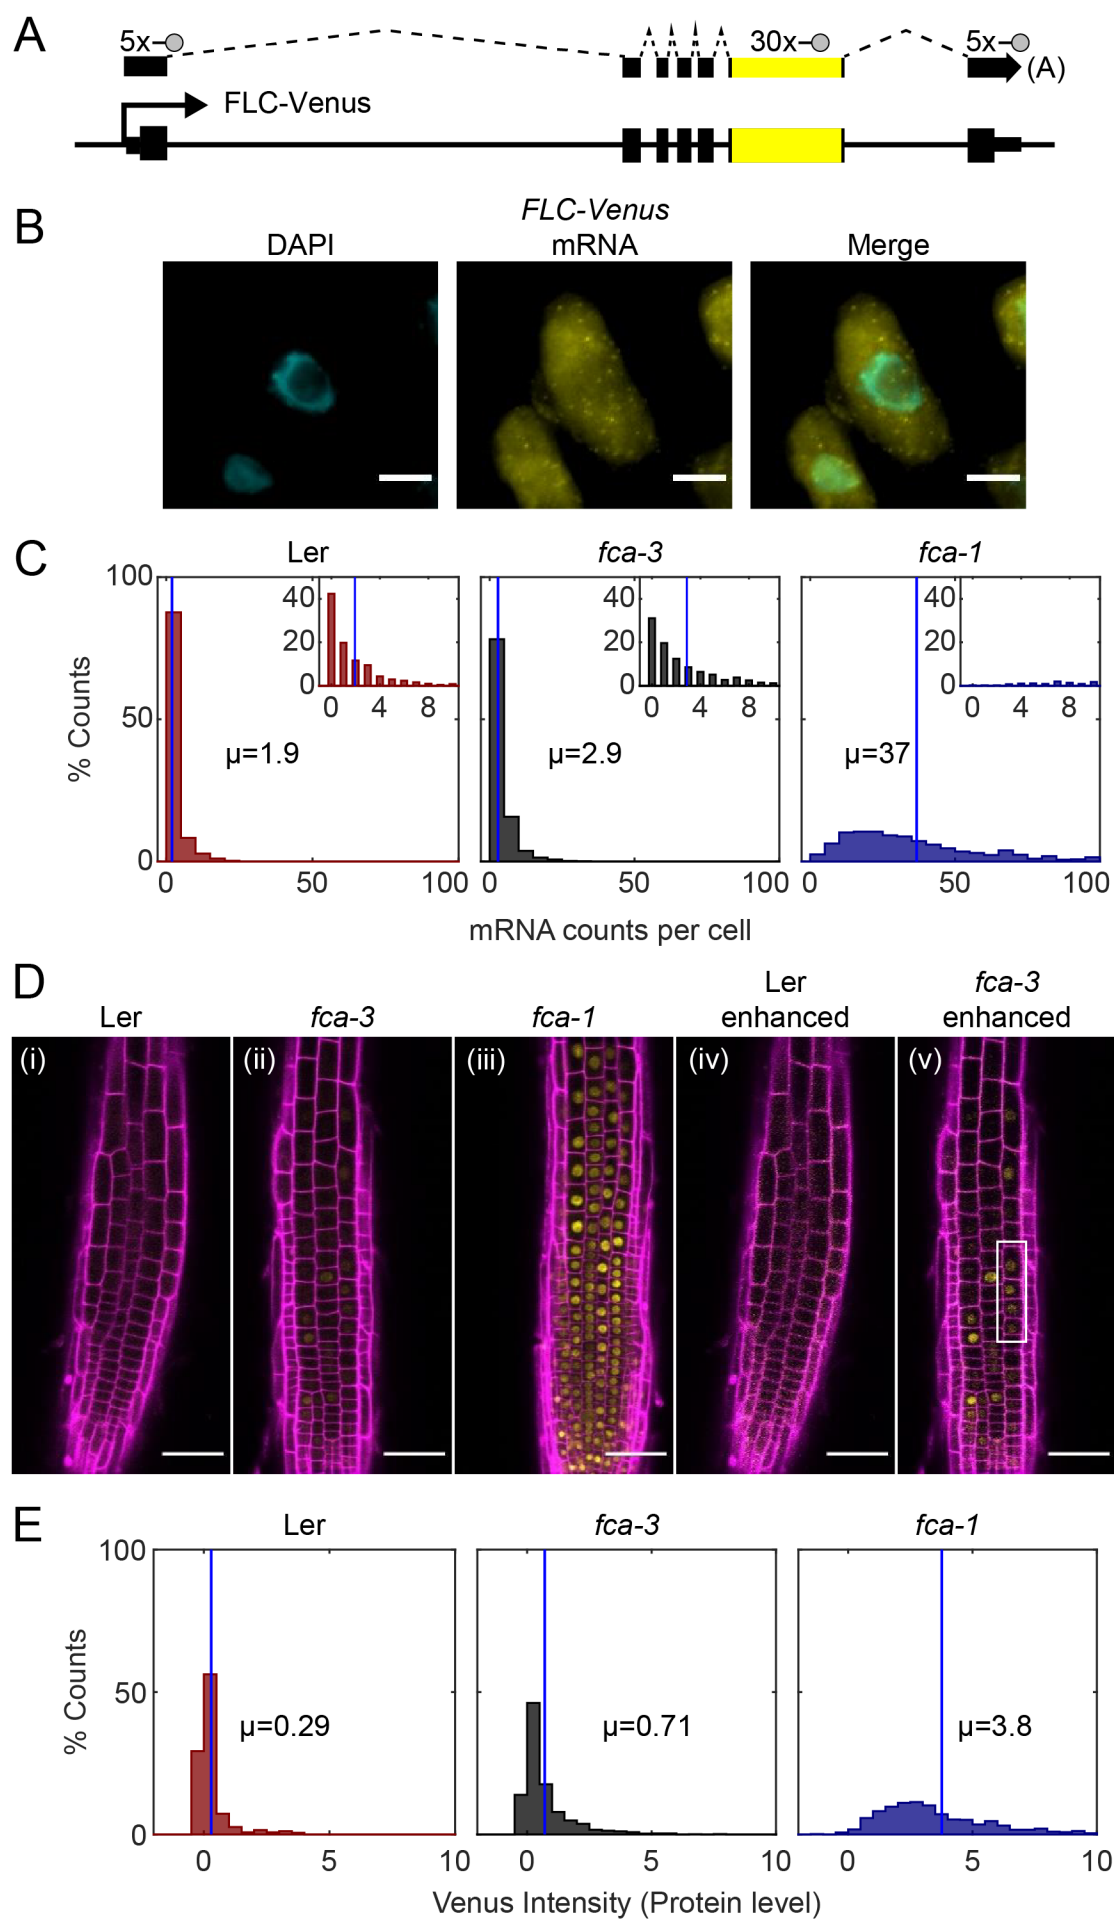 A
5x
30x
5x
(A)
FLC-Venus
B
FLC-Venus
DAPI
mRNA
Merge
C
Ler
fca-3
fca-1
100
50
0
% Counts
40
20
0
0 4 8
40
20
0
0 4 8
40
20
0
0 4 8
μ=1.9
μ=2.9
μ=37
0 50 100
0 50 100
0 50 100
mRNA counts per cell
D
Ler
fca-3
fca-1
Ler
enhanced
fca-3
enhanced
(i)
(ii)
(iii)
(iv)
(v)
E
Ler
fca-3
fca-1
100
50
0
% Counts
μ=0.29
μ=0.71
μ=3.8
0 5 10
0 5 10
0 5 10
Venus Intensity (Protein level)